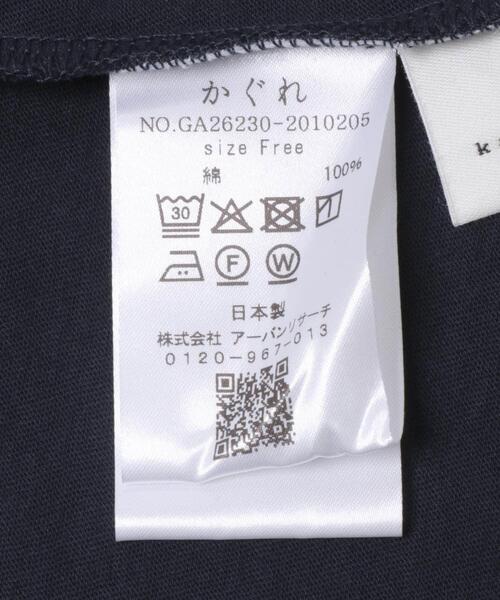 かぐれ
NO.GA26230-2010205
size Free
綿 100%
30
F W
日本製
株式会社 アーバンリサーチ
0120-967-013
k